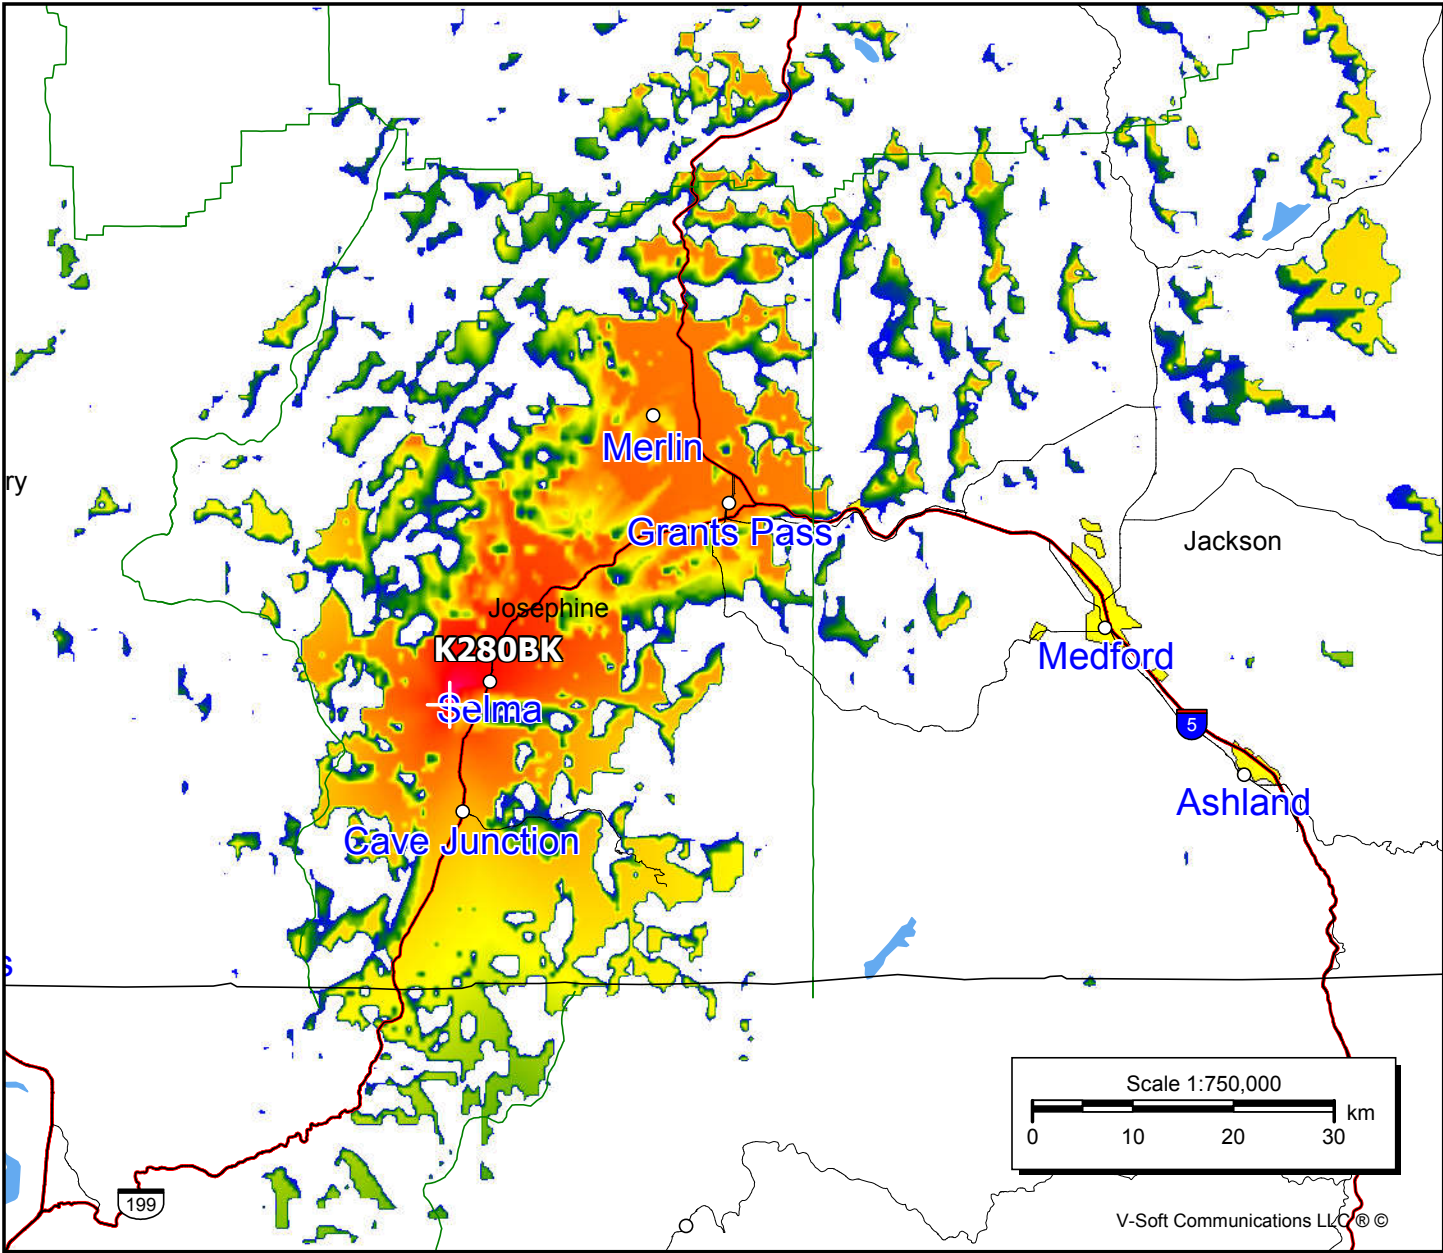 Merlin
ry
Grants Pass
Jackson
Josephine
K280BK
Medford
Selma
5
Ashland
Cave Junction
s
Scale 1:750,000
km
0 10 20 30
199
V-Soft Communications LLC ® ©